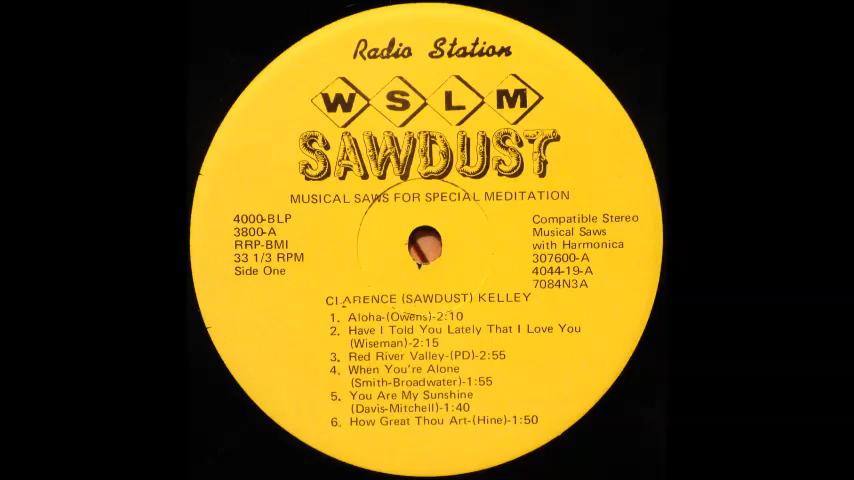 Radio Station
WSLM
SAWDUST
MUSICAL SAWS FOR SPECIAL MEDITATION
4000-BLP
3800-A
RRP-BMI
33 1/3 RPM
Side One
Compatible Stereo
Musical Saws
with Harmonica
307600-A
4044-19-A
7084N3A
CLARENCE (SAWDUST) KELLEY
1. Aloha-(Owens)-2:10
2. Have I Told You Lately That I Love You
(Wiseman)-2:15
3. Red River Valley-(PD)-2:55
4. When You're Alone
(Smith-Broadwater)-1:55
5. You Are My Sunshine
(Davis-Mitchell)-1:40
6. How Great Thou Art-(Hine)-1:50